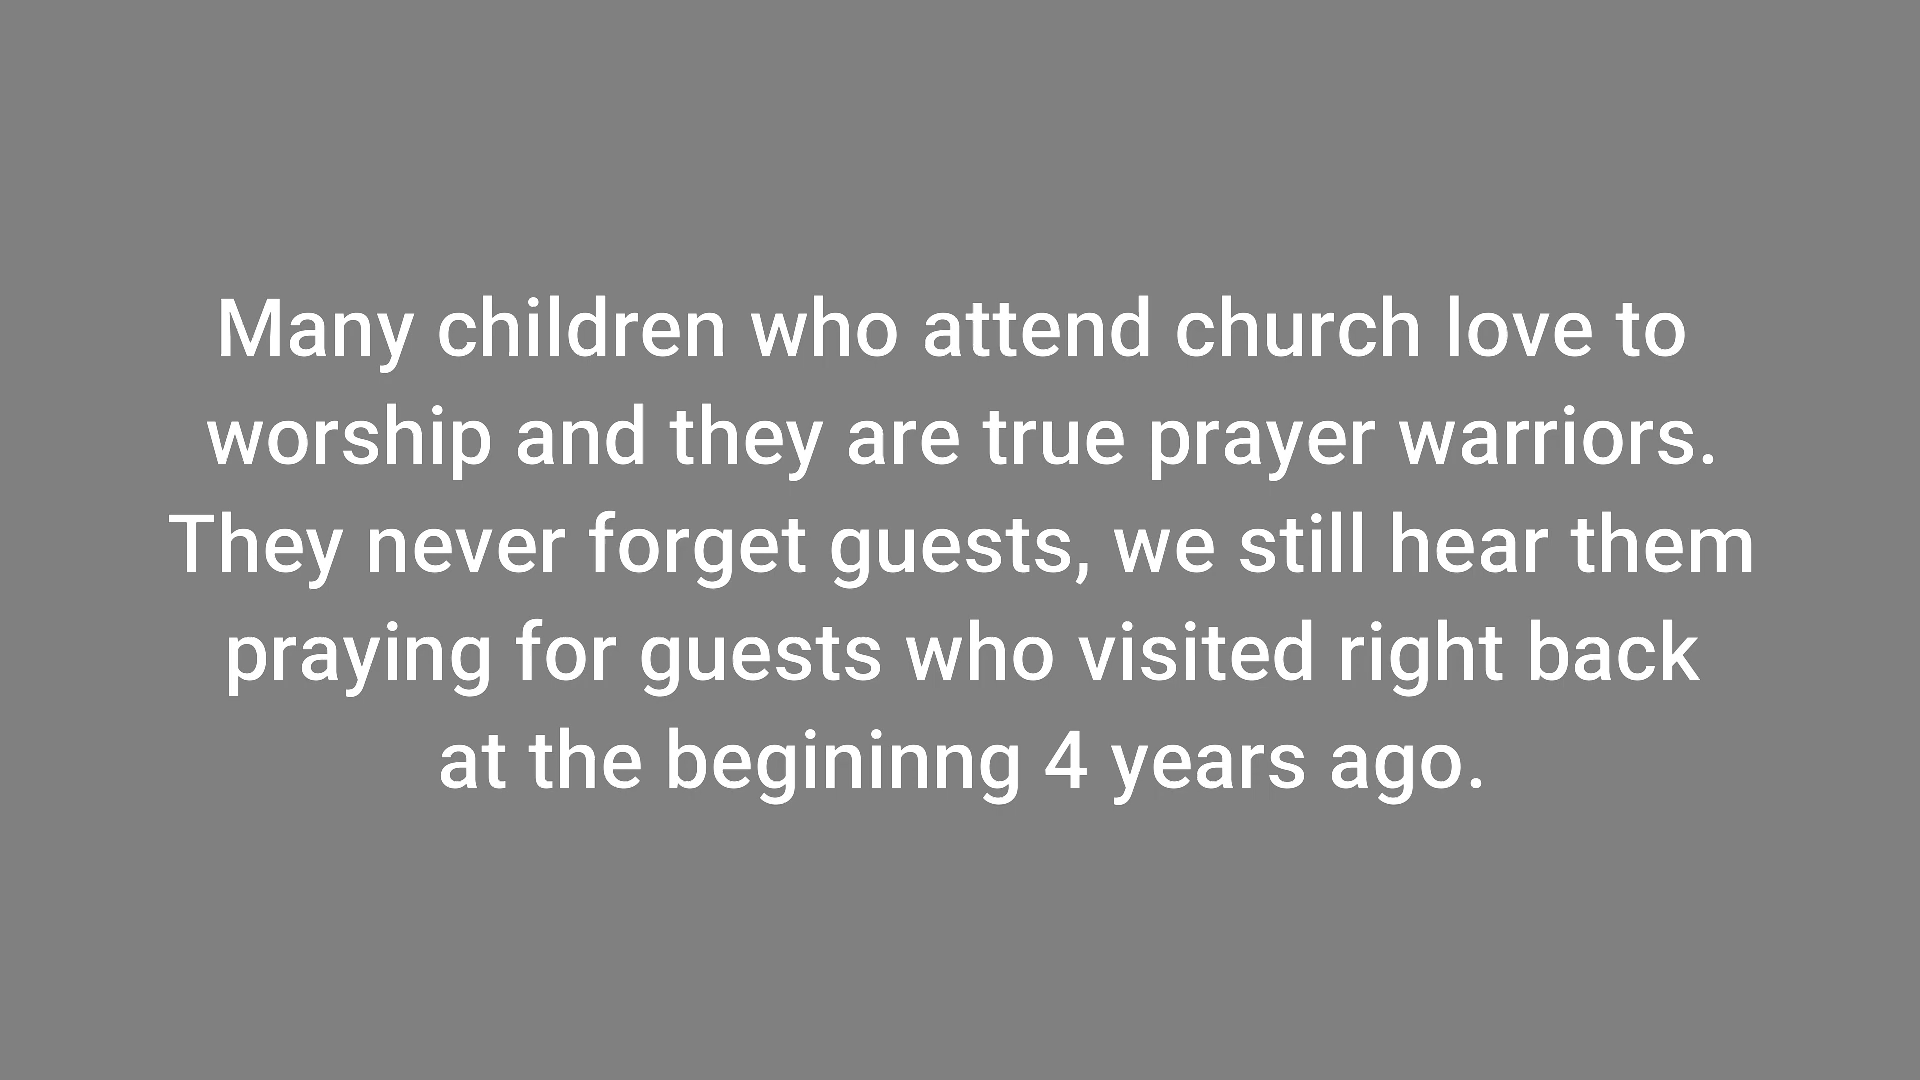 Many children who attend church love to
worship and they are true prayer warriors.
They never forget guests, we still hear them
praying for guests who visited right back
at the begininng 4 years ago.